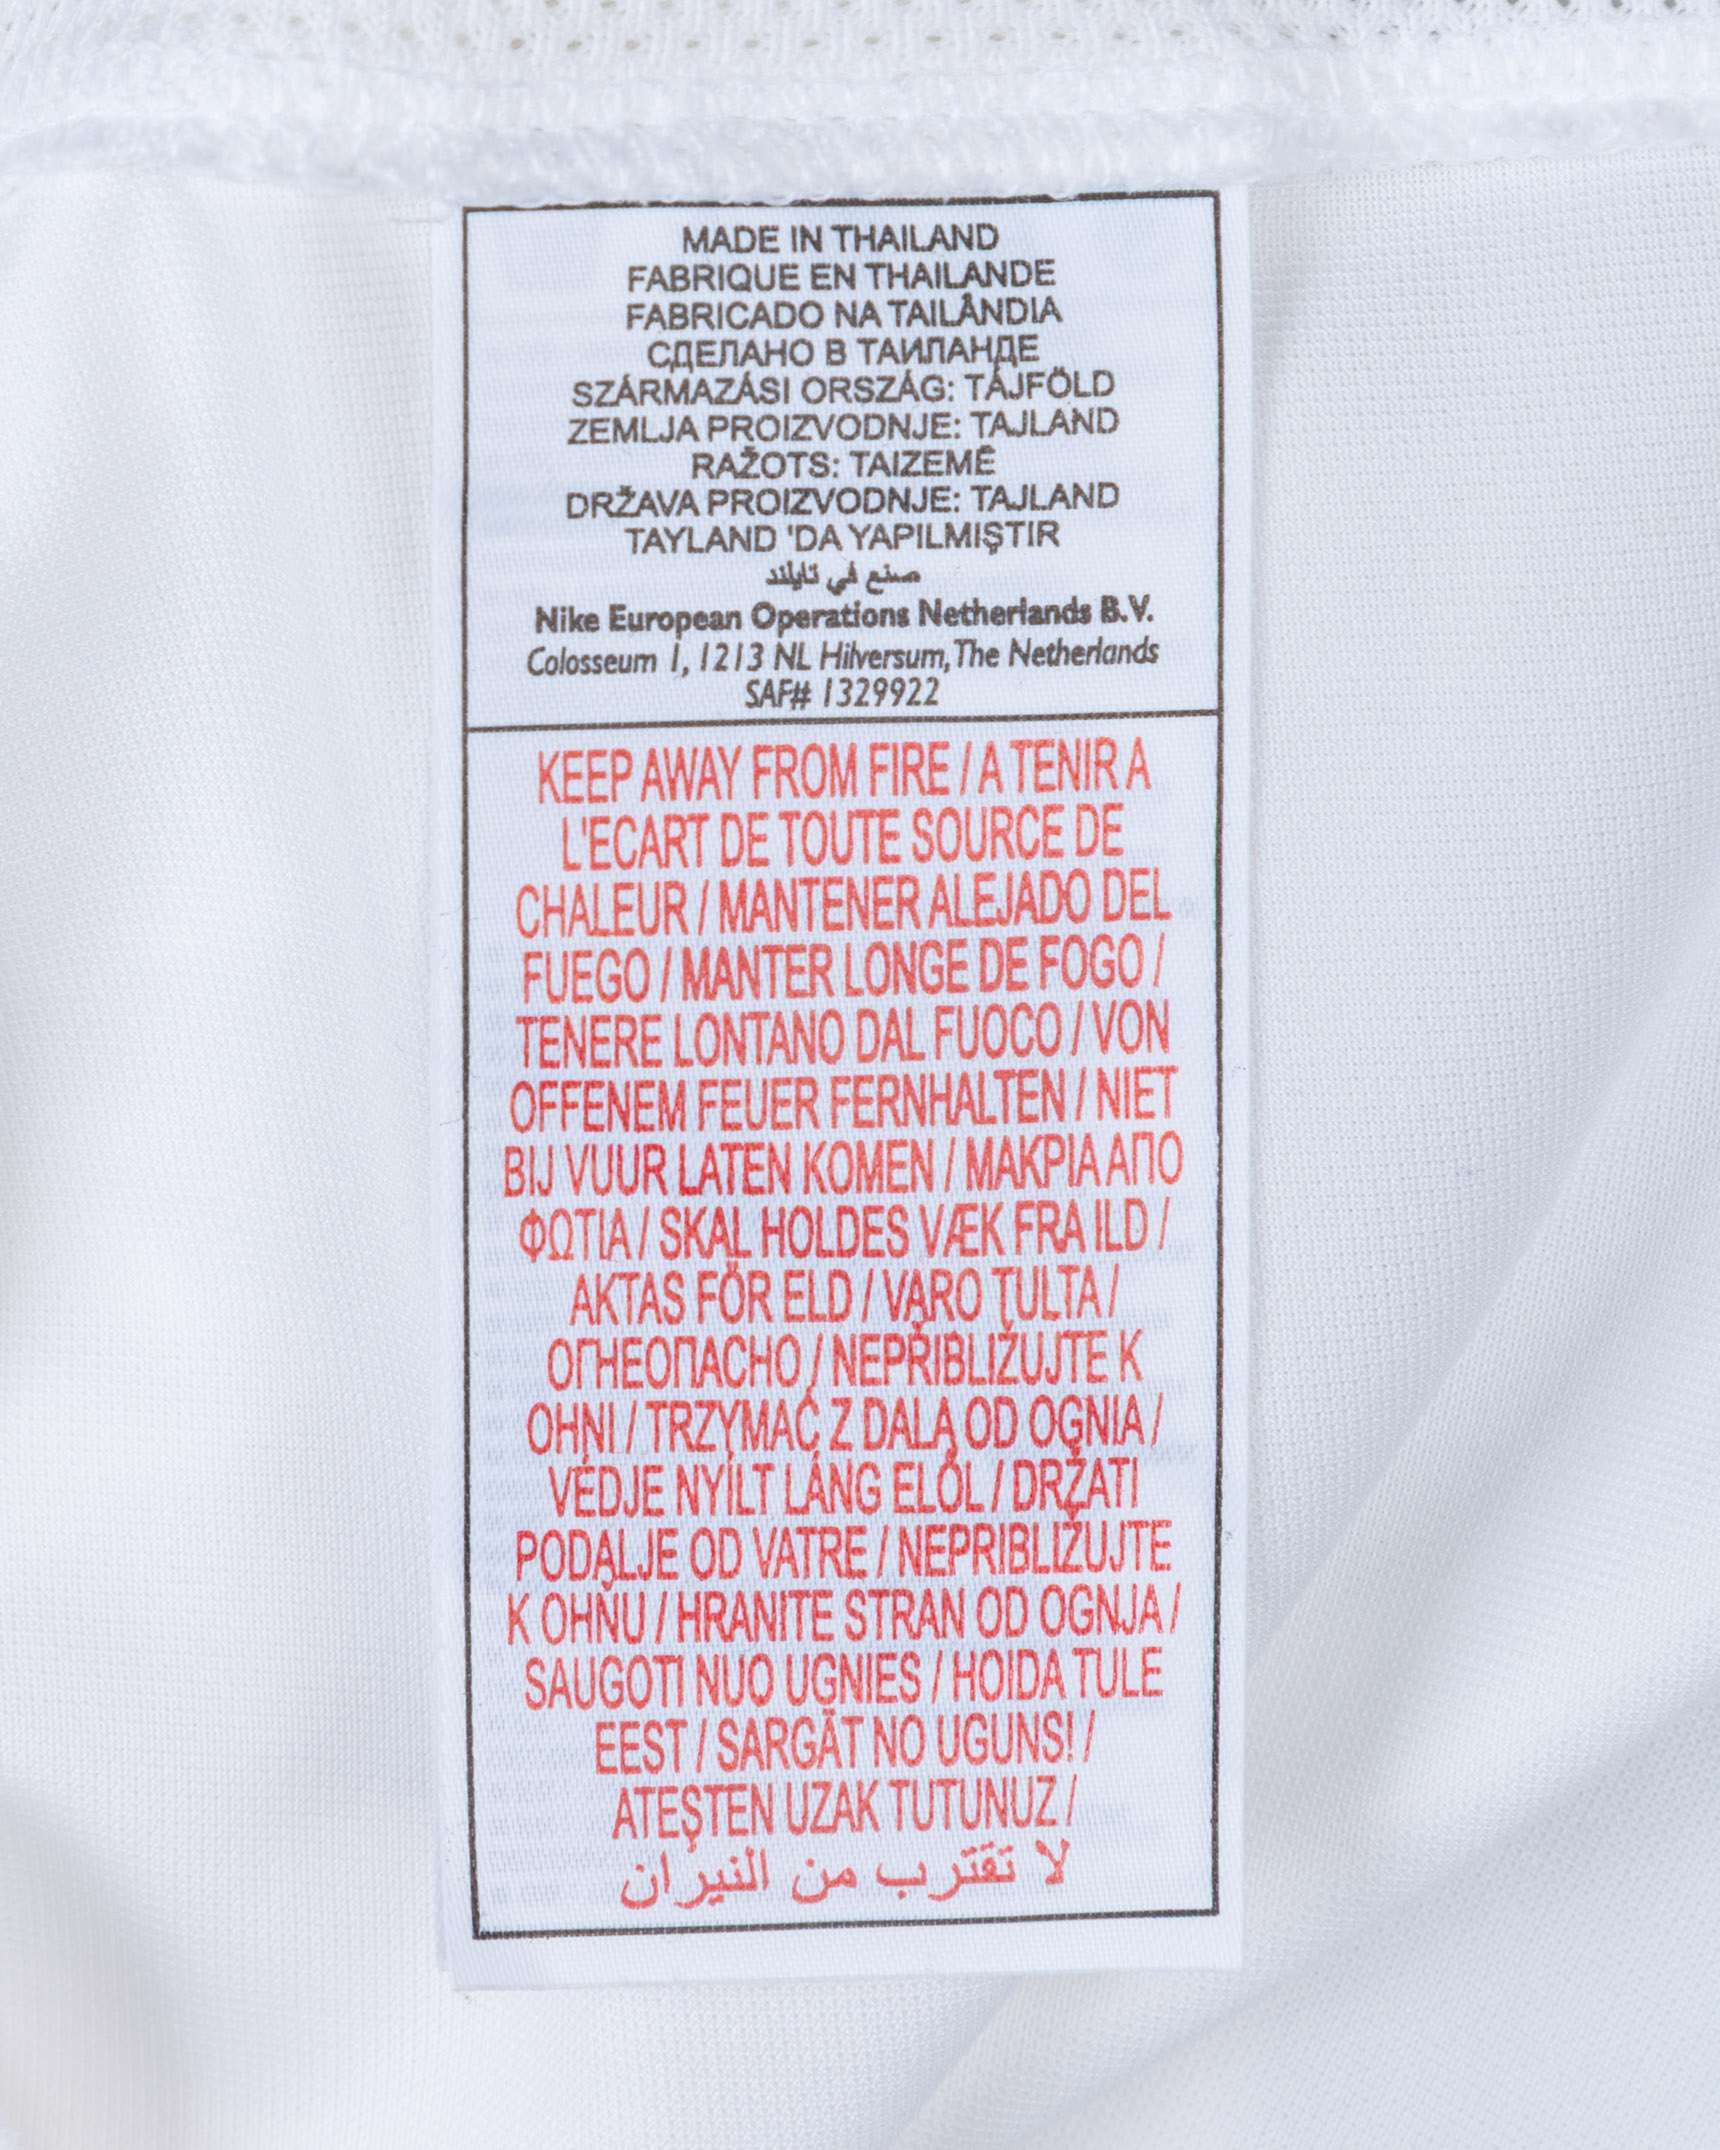 MADE IN THAILAND
FABRIQUE EN THAILANDE
FABRICADO NA TAILÂNDIA
СДЕЛАНО В ТАИЛАНДЕ
SZÁRMAZÁSI ORSZÁG: TÁJFÖLD
ZEMLJA PROIZVODNJE: TAJLAND
RAŽOTS: TAIZEMĒ
DRŽAVA PROIZVODNJE: TAJLAND
TAYLAND 'DA YAPILMIŞTIR
صنع في تايلند
Nike European Operations Netherlands B.V.
Colosseum 1, 1213 NL Hilversum, The Netherlands
SAF# 1329922
KEEP AWAY FROM FIRE / A TENIR A
L'ECART DE TOUTE SOURCE DE
CHALEUR / MANTENER ALEJADO DEL
FUEGO / MANTER LONGE DE FOGO /
TENERE LONTANO DAL FUOCO / VON
OFFENEM FEUER FERNHALTEN / NIET
BIJ VUUR LATEN KOMEN / ΜΑΚΡΙΑ ΑΠΟ
ΦΩΤΙΑ / SKAL HOLDES VÆK FRA ILD /
AKTAS FÖR ELD / VARO TULTA /
ОГНЕОПАСНО / NEPŘIBLIŽUJTE K
OHNI / TRZYMAĆ Z DALĄ OD OGNIA /
VÉDJE NYÍLT LÁNG ELŐL / DRŽATI
PODALJE OD VATRE / NEPRIBLIŽUJTE
K OHŇU / HRANITE STRAN OD OGNJA /
SAUGOTI NUO UGNIES / HOIDA TULE
EEST / SARGĀT NO UGUNS! /
ATEŞTEN UZAK TUTUNUZ /
لا تقترب من النيران